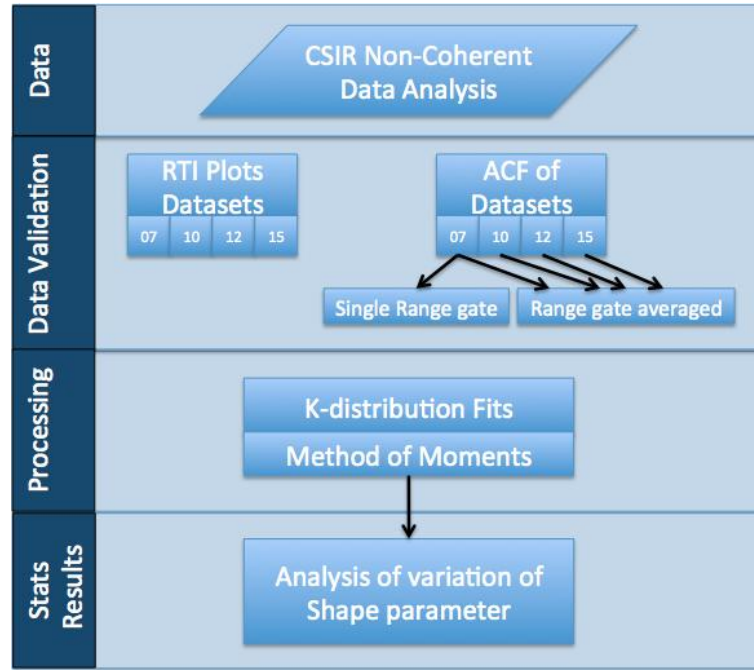 Data
CSIR Non-Coherent
Data Analysis
Data Validation
RTI Plots
Datasets
07 10 12 15
ACF of
Datasets
07 10 12 15
Single Range gate
Range gate averaged
Processing
K-distribution Fits
Method of Moments
Stats
Results
Analysis of variation of
Shape parameter